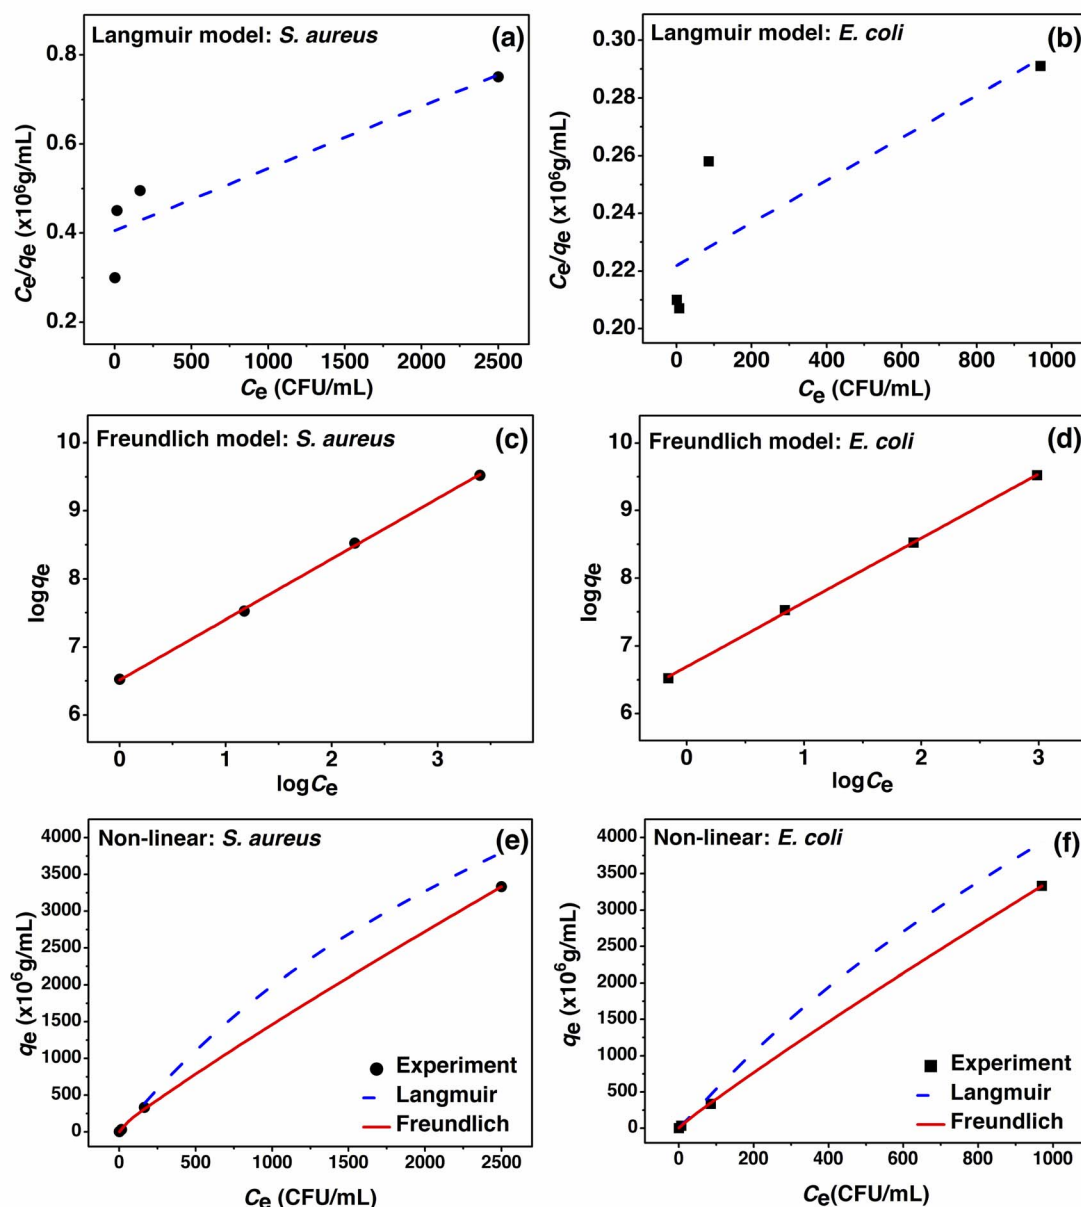 Langmuir model: S. aureus (a)
0.8
0.6
0.4
0.2
Ce/qe (x10⁶g/mL)
0 500 1000 1500 2000 2500
Ce (CFU/mL)
Langmuir model: E. coli (b)
0.30
0.28
0.26
0.24
0.22
0.20
Ce/qe (x10⁶g/mL)
0 200 400 600 800 1000
Ce (CFU/mL)
Freundlich model: S. aureus (c)
10
9
8
7
6
logqe
0 1 2 3
logCe
Freundlich model: E. coli (d)
10
9
8
7
6
logqe
0 1 2 3
logCe
Non-linear: S. aureus (e)
4000
3500
3000
2500
2000
1500
1000
500
0
qe (x10⁶g/mL)
Experiment
Langmuir
Freundlich
0 500 1000 1500 2000 2500
Ce (CFU/mL)
Non-linear: E. coli (f)
4000
3500
3000
2500
2000
1500
1000
500
0
qe (x10⁶g/mL)
Experiment
Langmuir
Freundlich
0 200 400 600 800 1000
Ce(CFU/mL)